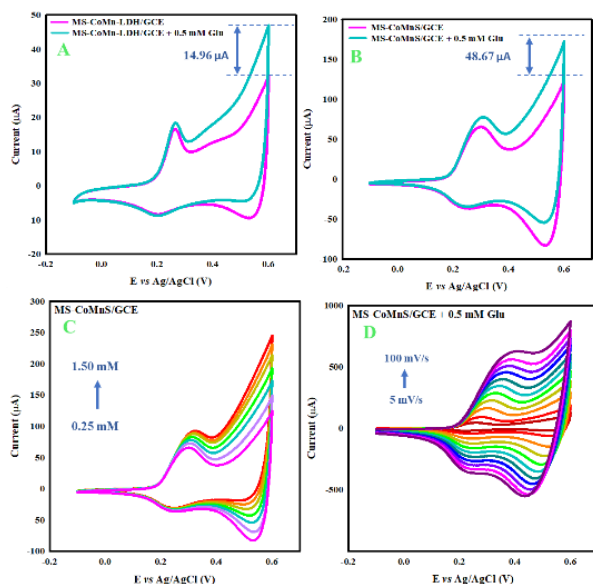 MS-CoMn-LDH/GCE
MS-CoMn-LDH/GCE + 0.5 mM Glu
A
14.96 µA
Current (µA)
50
40
30
20
10
0
-10
-20
-0.2 0.0 0.2 0.4 0.6 0.8
E vs Ag/AgCl (V)
MS-CoMnS/GCE
MS-CoMnS/GCE + 0.5 mM Glu
B
48.67 µA
Current (µA)
200
150
100
50
0
-50
-100
0.2 0.0 0.2 0.4 0.6 0.8
E vs Ag/AgCl (V)
MS-CoMnS/GCE
C
1.50 mM
0.25 mM
Current (µA)
300
250
200
150
100
50
0
50
-100
-0.2 0.0 0.2 0.4 0.6 0.8
E vs Ag/AgCl (V)
MS-CoMnS/GCE + 0.5 mM Glu
D
100 mV/s
5 mV/s
Current (µA)
1000
500
0
-500
-0.2 0.0 0.2 0.4 0.6 0.8
E vs Ag/AgCl (V)